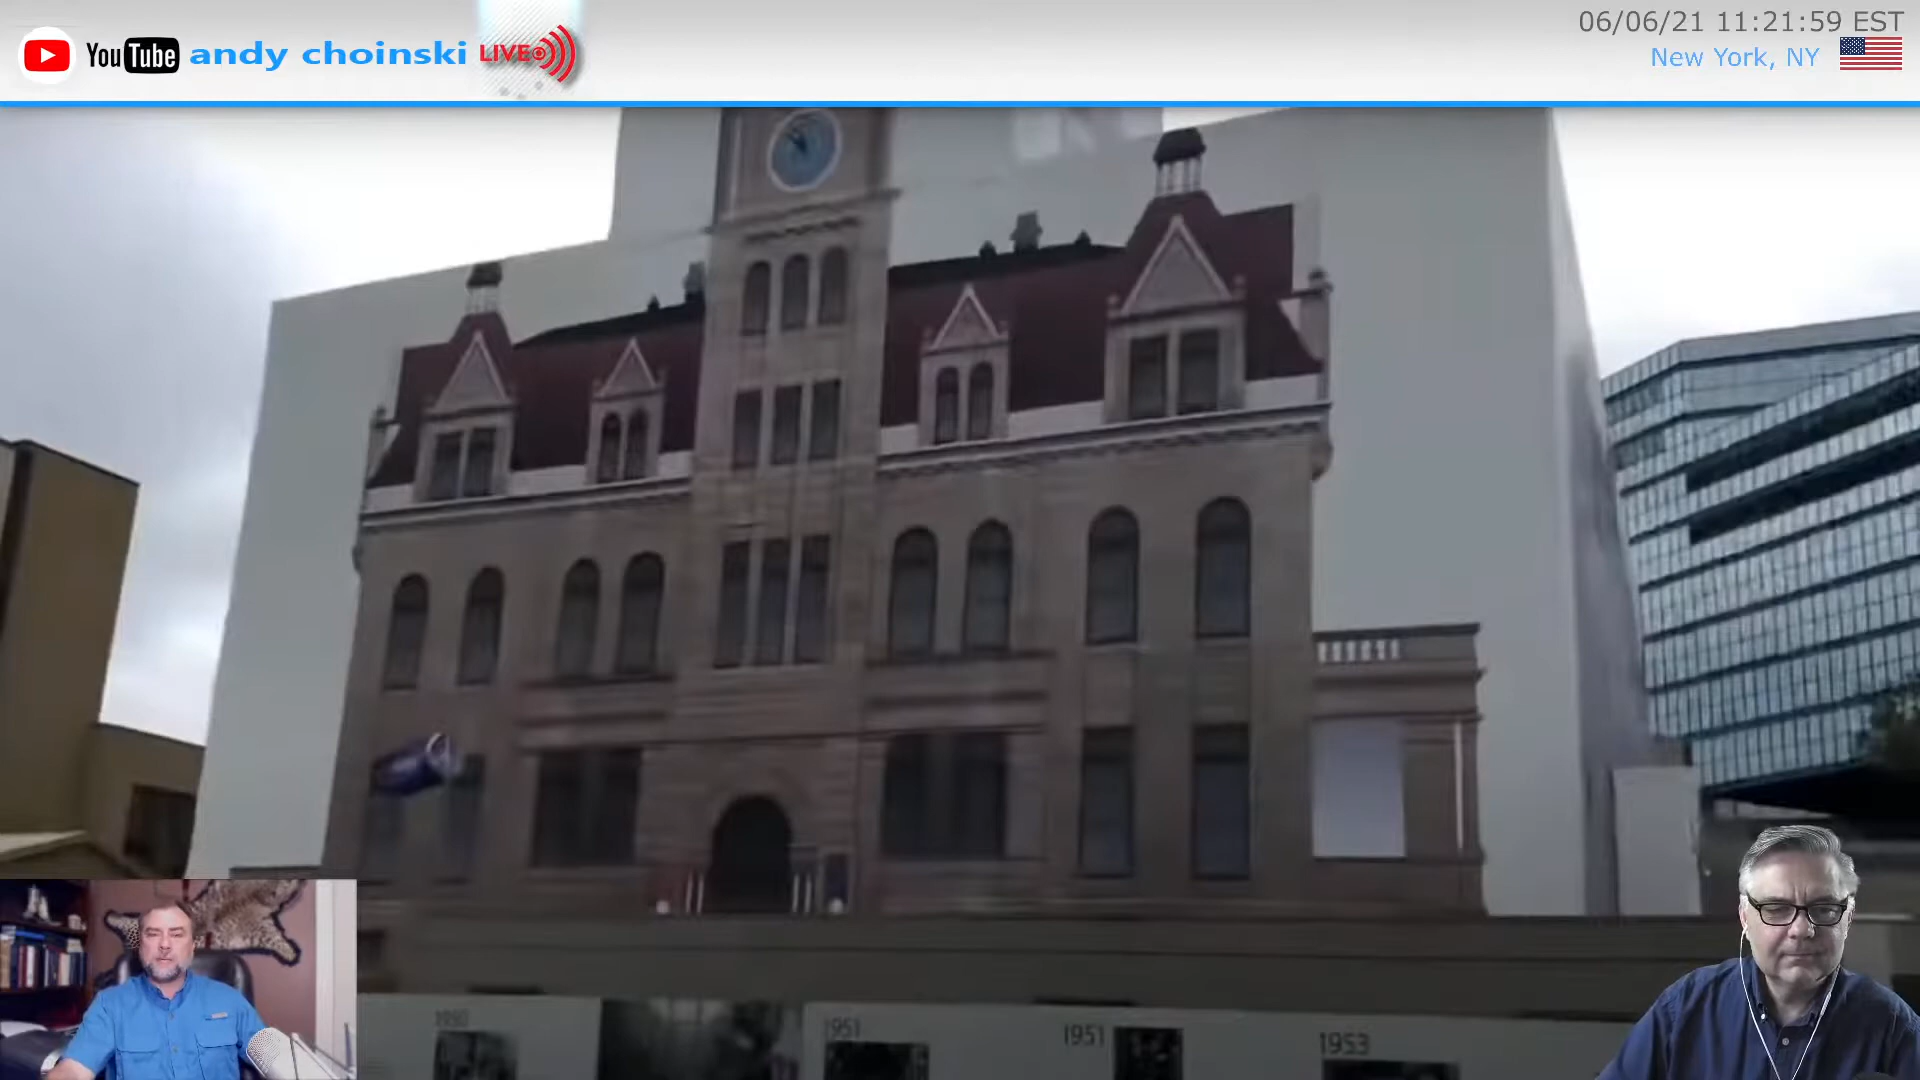 YouTube andy choinski LIVE
06/06/21 11:21:59 EST
New York, NY
1951
1951
1953